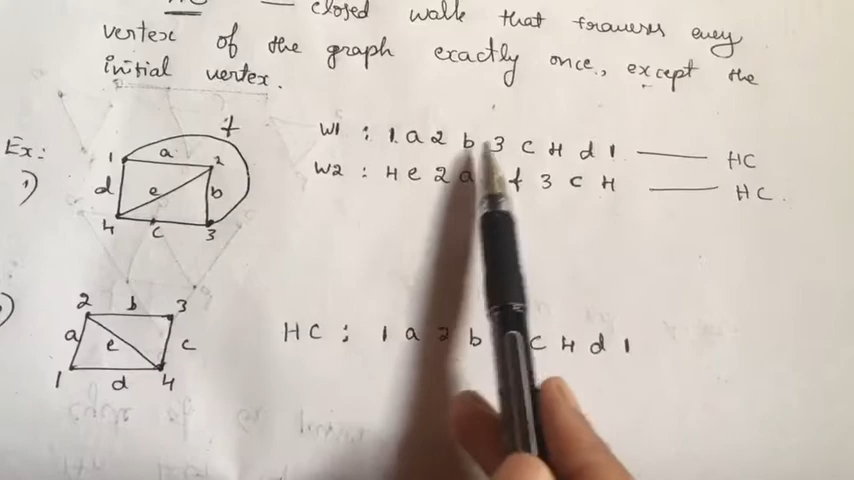 — closed walk that traverses every
vertex of the graph exactly once, except the
initial vertex.
Ex:
1)
f
1 a 2
d e b
4 c 3
W1 : 1 a 2 b 3 c 4 d 1 —— HC
W2 : 4 e 2 a f 3 c 4 —— HC
2 b 3
a e c
1 d 4
HC : 1 a 2 b c 4 d 1